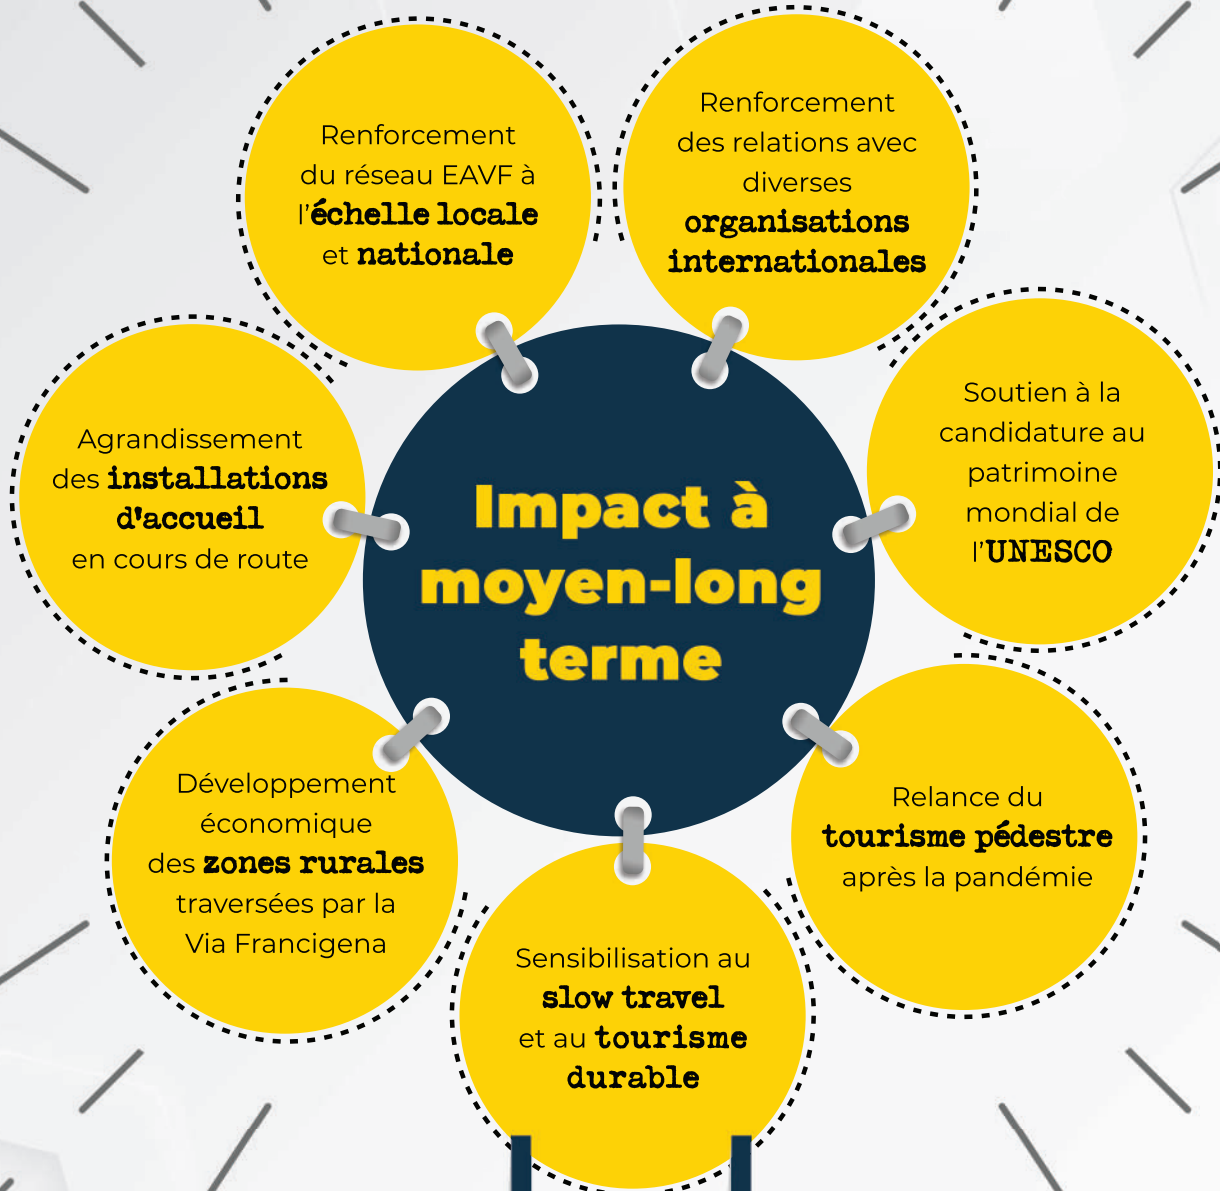 Renforcement
du réseau EAVF à
l'échelle locale
et nationale
Renforcement
des relations avec
diverses
organisations
internationales
Soutien à la
candidature au
patrimoine
mondial de
l'UNESCO
Agrandissement
des installations
d'accueil
en cours de route
Impact à
moyen-long
terme
Développement
économique
des zones rurales
traversées par la
Via Francigena
Relance du
tourisme pédestre
après la pandémie
Sensibilisation au
slow travel
et au tourisme
durable